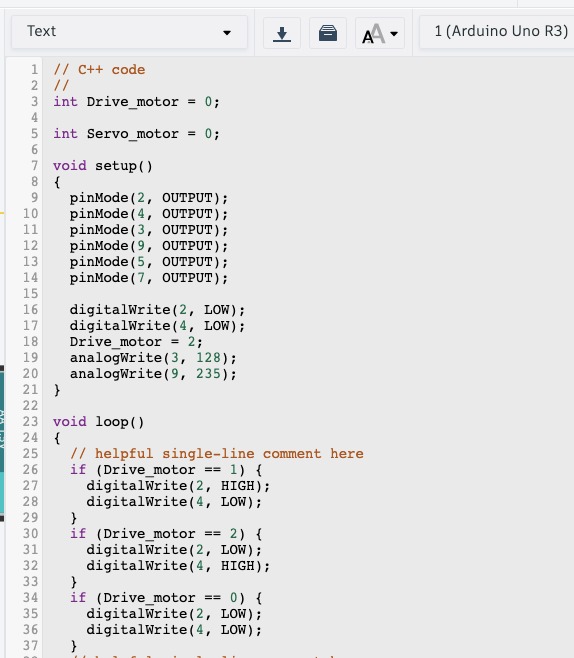 Text
1 (Arduino Uno R3)
1 // C++ code
2 //
3 int Drive_motor = 0;
4
5 int Servo_motor = 0;
6
7 void setup()
8 {
9   pinMode(2, OUTPUT);
10   pinMode(4, OUTPUT);
11   pinMode(3, OUTPUT);
12   pinMode(9, OUTPUT);
13   pinMode(5, OUTPUT);
14   pinMode(7, OUTPUT);
15
16   digitalWrite(2, LOW);
17   digitalWrite(4, LOW);
18   Drive_motor = 2;
19   analogWrite(3, 128);
20   analogWrite(9, 235);
21 }
22
23 void loop()
24 {
25   // helpful single-line comment here
26   if (Drive_motor == 1) {
27     digitalWrite(2, HIGH);
28     digitalWrite(4, LOW);
29   }
30   if (Drive_motor == 2) {
31     digitalWrite(2, LOW);
32     digitalWrite(4, HIGH);
33   }
34   if (Drive_motor == 0) {
35     digitalWrite(2, LOW);
36     digitalWrite(4, LOW);
37   }